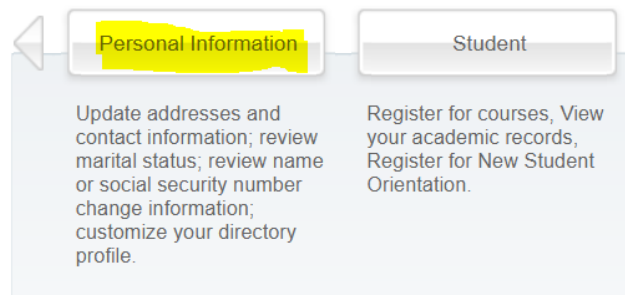 Personal Information
Student
Update addresses and
contact information; review
marital status; review name
or social security number
change information;
customize your directory
profile.
Register for courses, View
your academic records,
Register for New Student
Orientation.